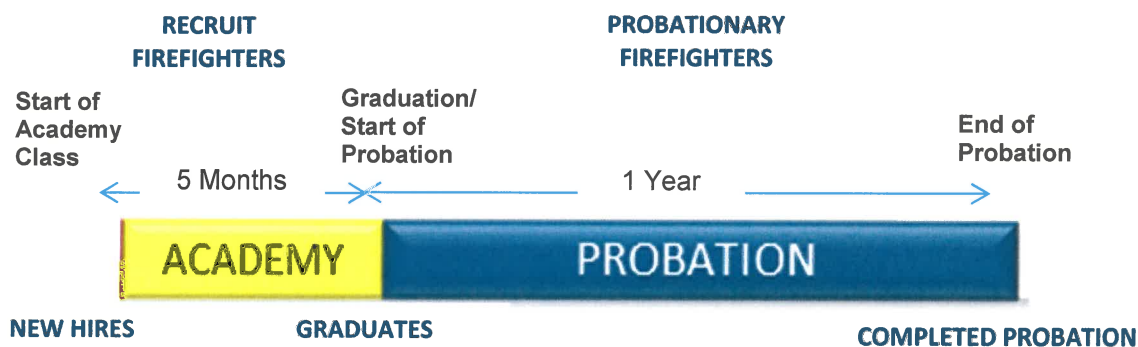 RECRUIT
FIREFIGHTERS
PROBATIONARY
FIREFIGHTERS
Start of
Academy
Class
Graduation/
Start of
Probation
End of
Probation
5 Months
1 Year
ACADEMY
PROBATION
NEW HIRES
GRADUATES
COMPLETED PROBATION